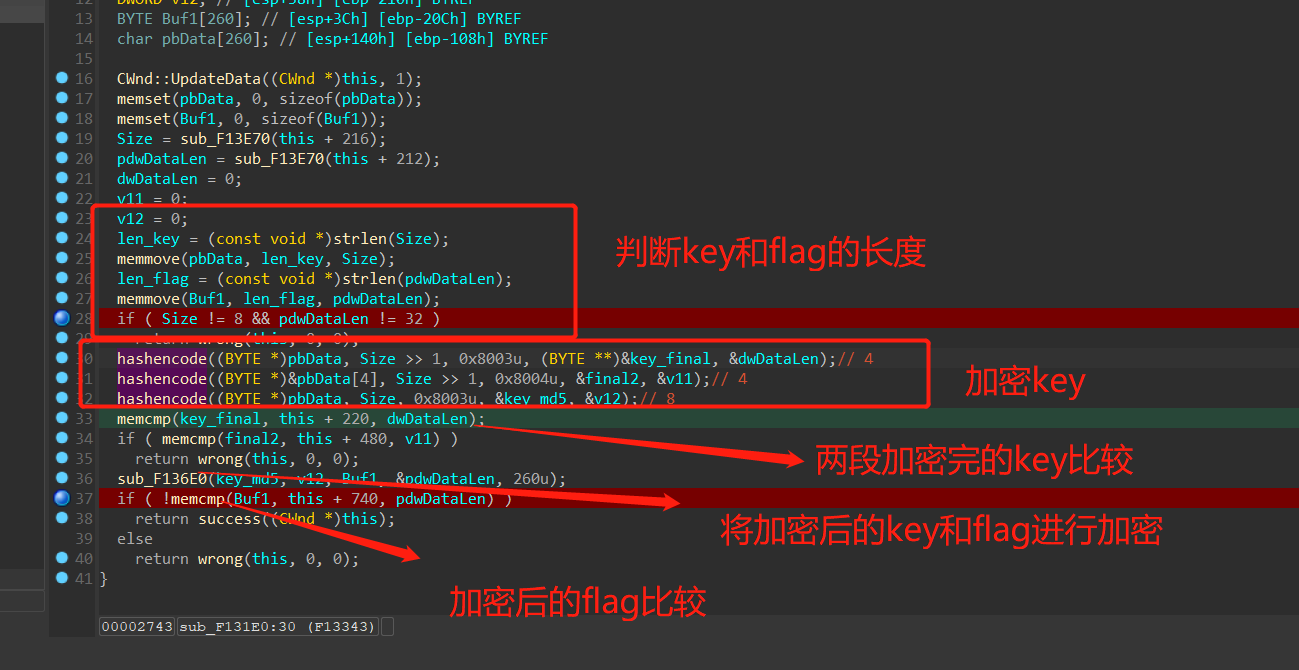 12 DWORD v12; // [esp+38h] [ebp-210h] BYREF
13 BYTE Buf1[260]; // [esp+3Ch] [ebp-20Ch] BYREF
14 char pbData[260]; // [esp+140h] [ebp-108h] BYREF
15
16 CWnd::UpdateData((CWnd *)this, 1);
17 memset(pbData, 0, sizeof(pbData));
18 memset(Buf1, 0, sizeof(Buf1));
19 Size = sub_F13E70(this + 216);
20 pdwDataLen = sub_F13E70(this + 212);
21 dwDataLen = 0;
22 v11 = 0;
23 v12 = 0;
24 len_key = (const void *)strlen(Size);
25 memmove(pbData, len_key, Size);
26 len_flag = (const void *)strlen(pdwDataLen);
27 memmove(Buf1, len_flag, pdwDataLen);
28 if ( Size != 8 && pdwDataLen != 32 )
29 return wrong(this, 0, 0);
30 hashencode((BYTE *)pbData, Size >> 1, 0x8003u, (BYTE **)&key_final, &dwDataLen);// 4
31 hashencode((BYTE *)&pbData[4], Size >> 1, 0x8004u, &final2, &v11);// 4
32 hashencode((BYTE *)pbData, Size, 0x8003u, &key_md5, &v12);// 8
33 memcmp(key_final, this + 220, dwDataLen);
34 if ( memcmp(final2, this + 480, v11) )
35 return wrong(this, 0, 0);
36 sub_F136E0(key_md5, v12, Buf1, &pdwDataLen, 260u);
37 if ( !memcmp(Buf1, this + 740, pdwDataLen) )
38 return success((CWnd *)this);
39 else
40 return wrong(this, 0, 0);
41 }
判断key和flag的长度
加密key
两段加密完的key比较
将加密后的key和flag进行加密
加密后的flag比较
00002743 sub_F131E0:30 (F13343)